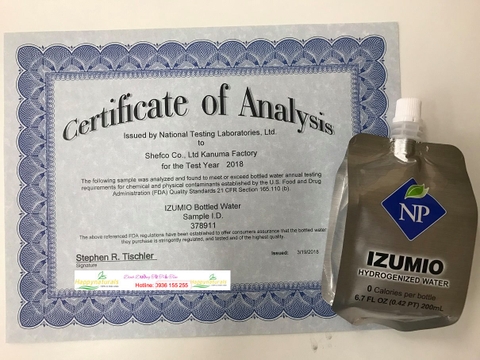 Certificate of Analysis
Issued by National Testing Laboratories, Ltd.
to
Shefco Co., Ltd Kanuma Factory
for the Test Year 2018
The following sample was analyzed and found to meet or exceed bottled water annual testing
requirements for chemical and physical contaminants established by the U.S. Food and Drug
Administration (FDA) Quality Standards 21 CFR Section 165.110 (b).
IZUMIO Bottled Water
Sample I.D.
378911
The above referenced FDA regulations have been established to offer consumers assurance that the bottled water
they purchase is stringently regulated, and tested and of the highest quality.
Stephen R. Tischler
Signature
Issued: 3/19/2018
Hotline: 3936 155 255
NP
IZUMIO
HYDROGENIZED WATER
0 Calories per bottle
6.7 FL OZ (0.42 PT) 200mL